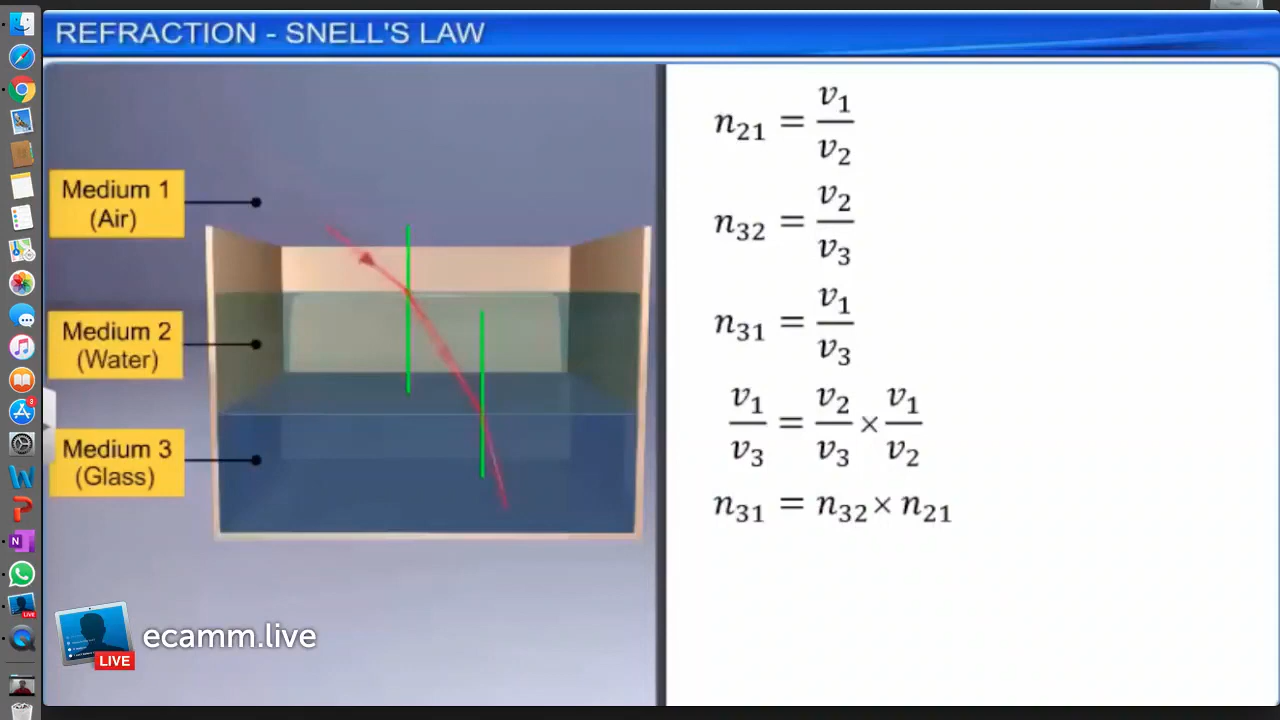 REFRACTION - SNELL'S LAW
Medium 1
(Air)
Medium 2
(Water)
Medium 3
(Glass)
n₂₁ = v₁/v₂
n₃₂ = v₂/v₃
n₃₁ = v₁/v₃
v₁/v₃ = v₂/v₃ × v₁/v₂
n₃₁ = n₃₂ × n₂₁
ecamm.live
LIVE